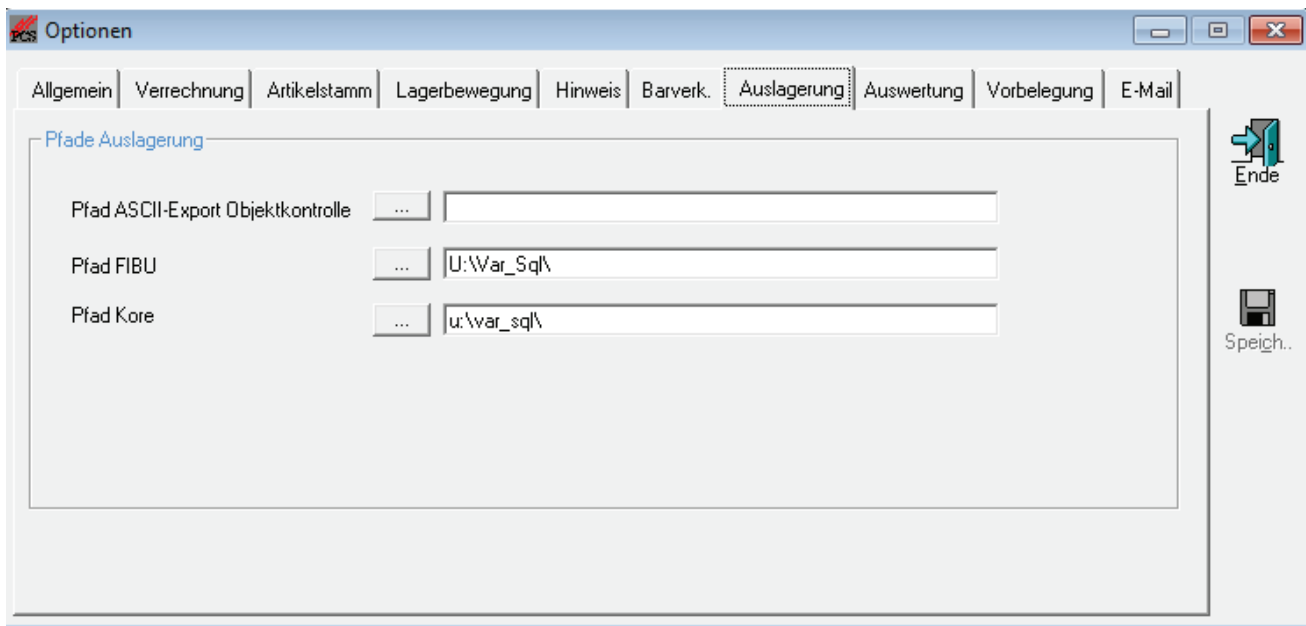 PCS Optionen
Allgemein Verrechnung Artikelstamm Lagerbewegung Hinweis Barverk. Auslagerung Auswertung Vorbelegung E-Mail
Pfade Auslagerung
Ende
Pfad ASCII-Export Objektkontrolle ...
Pfad FIBU ... U:\Var_Sql\
Pfad Kore ... u:\var_sql\
Speich..